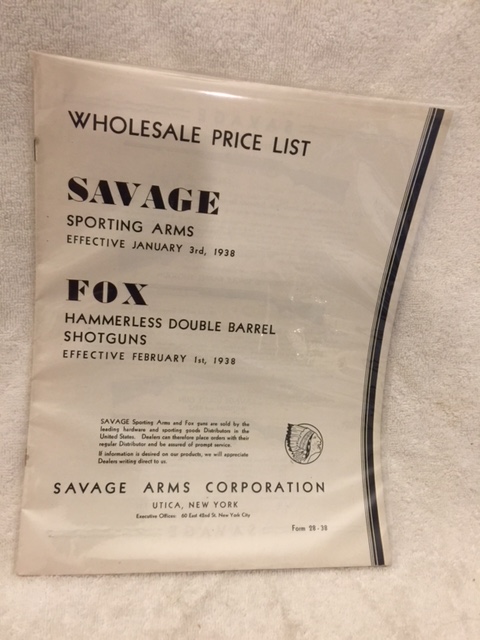 WHOLESALE PRICE LIST
SAVAGE
SPORTING ARMS
EFFECTIVE JANUARY 3rd, 1938
FOX
HAMMERLESS DOUBLE BARREL
SHOTGUNS
EFFECTIVE FEBRUARY 1st, 1938
SAVAGE Sporting Arms and Fox guns are sold by the
leading hardware and sporting goods Distributors in the
United States. Dealers can therefore place orders with their
regular Distributor and be assured of prompt service.
If information is desired on our products, we will appreciate
Dealers writing direct to us.
SAVAGE ARMS CORPORATION
UTICA, NEW YORK
Executive Offices: 60 East 42nd St. New York City
Form 28-38